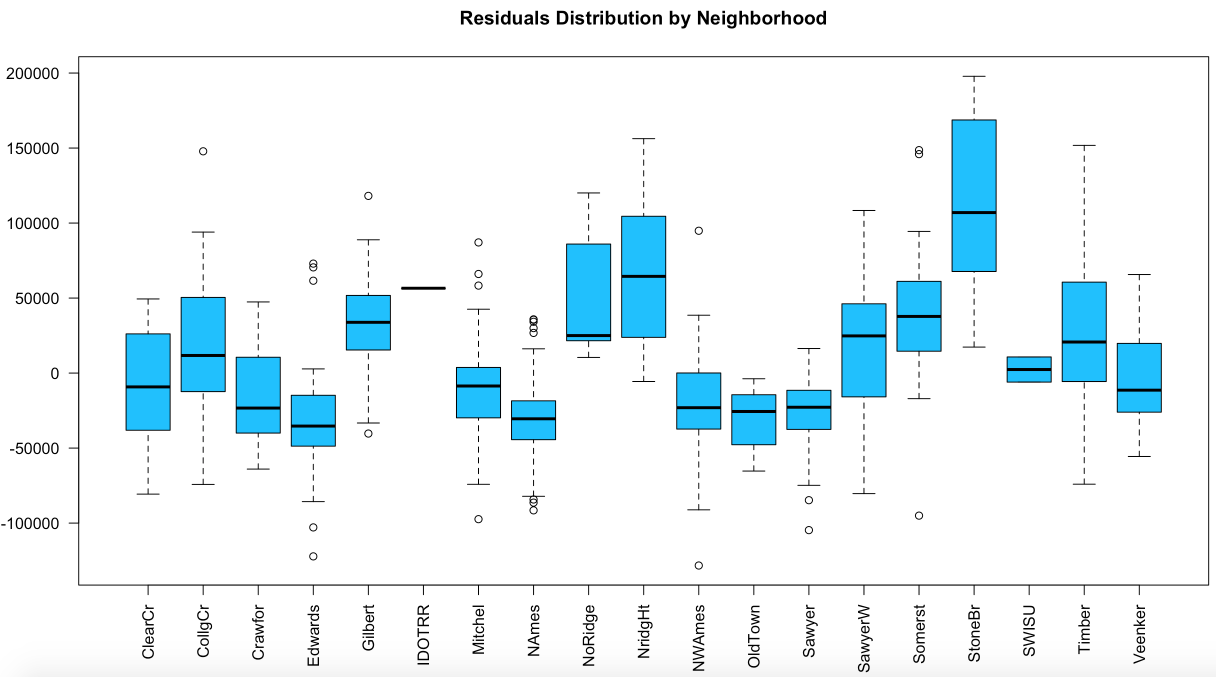 Residuals Distribution by Neighborhood
200000
150000
100000
50000
0
-50000
-100000
ClearCr
CollgCr
Crawfor
Edwards
Gilbert
IDOTRR
Mitchel
NAmes
NoRidge
NridgHt
NWAmes
OldTown
Sawyer
SawyerW
Somerst
StoneBr
SWISU
Timber
Veenker